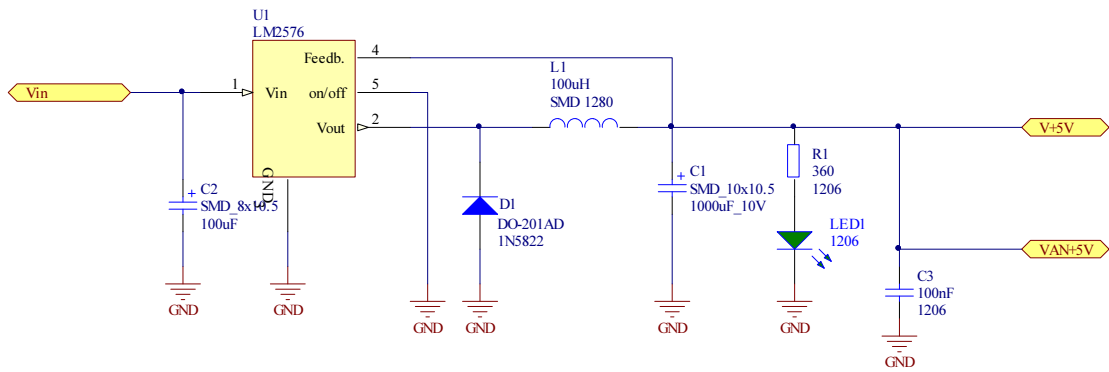 U1
LM2576
Vin
1
Vin
Feedb.
4
on/off
5
Vout
2
GND
C2
SMD_8x10.5
100uF
L1
100uH
SMD 1280
D1
DO-201AD
1N5822
C1
SMD_10x10.5
1000uF_10V
R1
360
1206
LED1
1206
V+5V
VAN+5V
C3
100nF
1206
GND
GND
GND
GND
GND
GND
GND